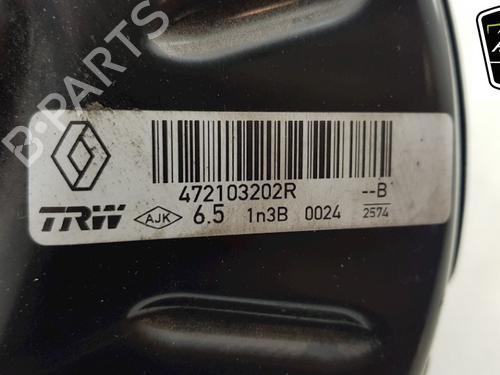 B-PARTS
472103202R --B
TRW AJK 6.5 1n3B 0024 2574